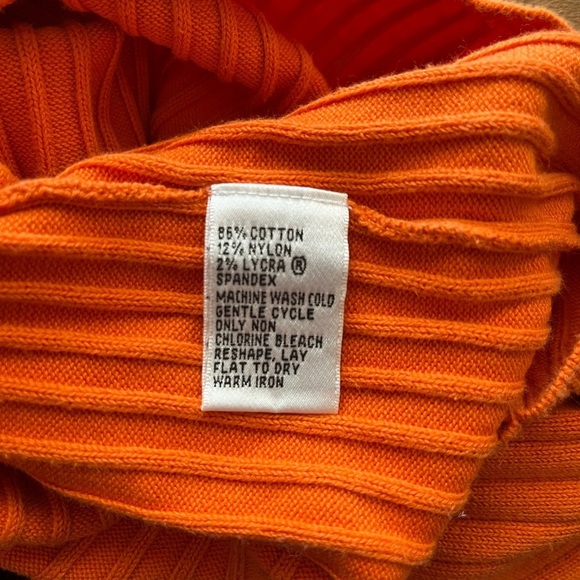 86% COTTON
12% NYLON
2% LYCRA ®
SPANDEX
MACHINE WASH COLD
GENTLE CYCLE
ONLY NON
CHLORINE BLEACH
RESHAPE, LAY
FLAT TO DRY
WARM IRON